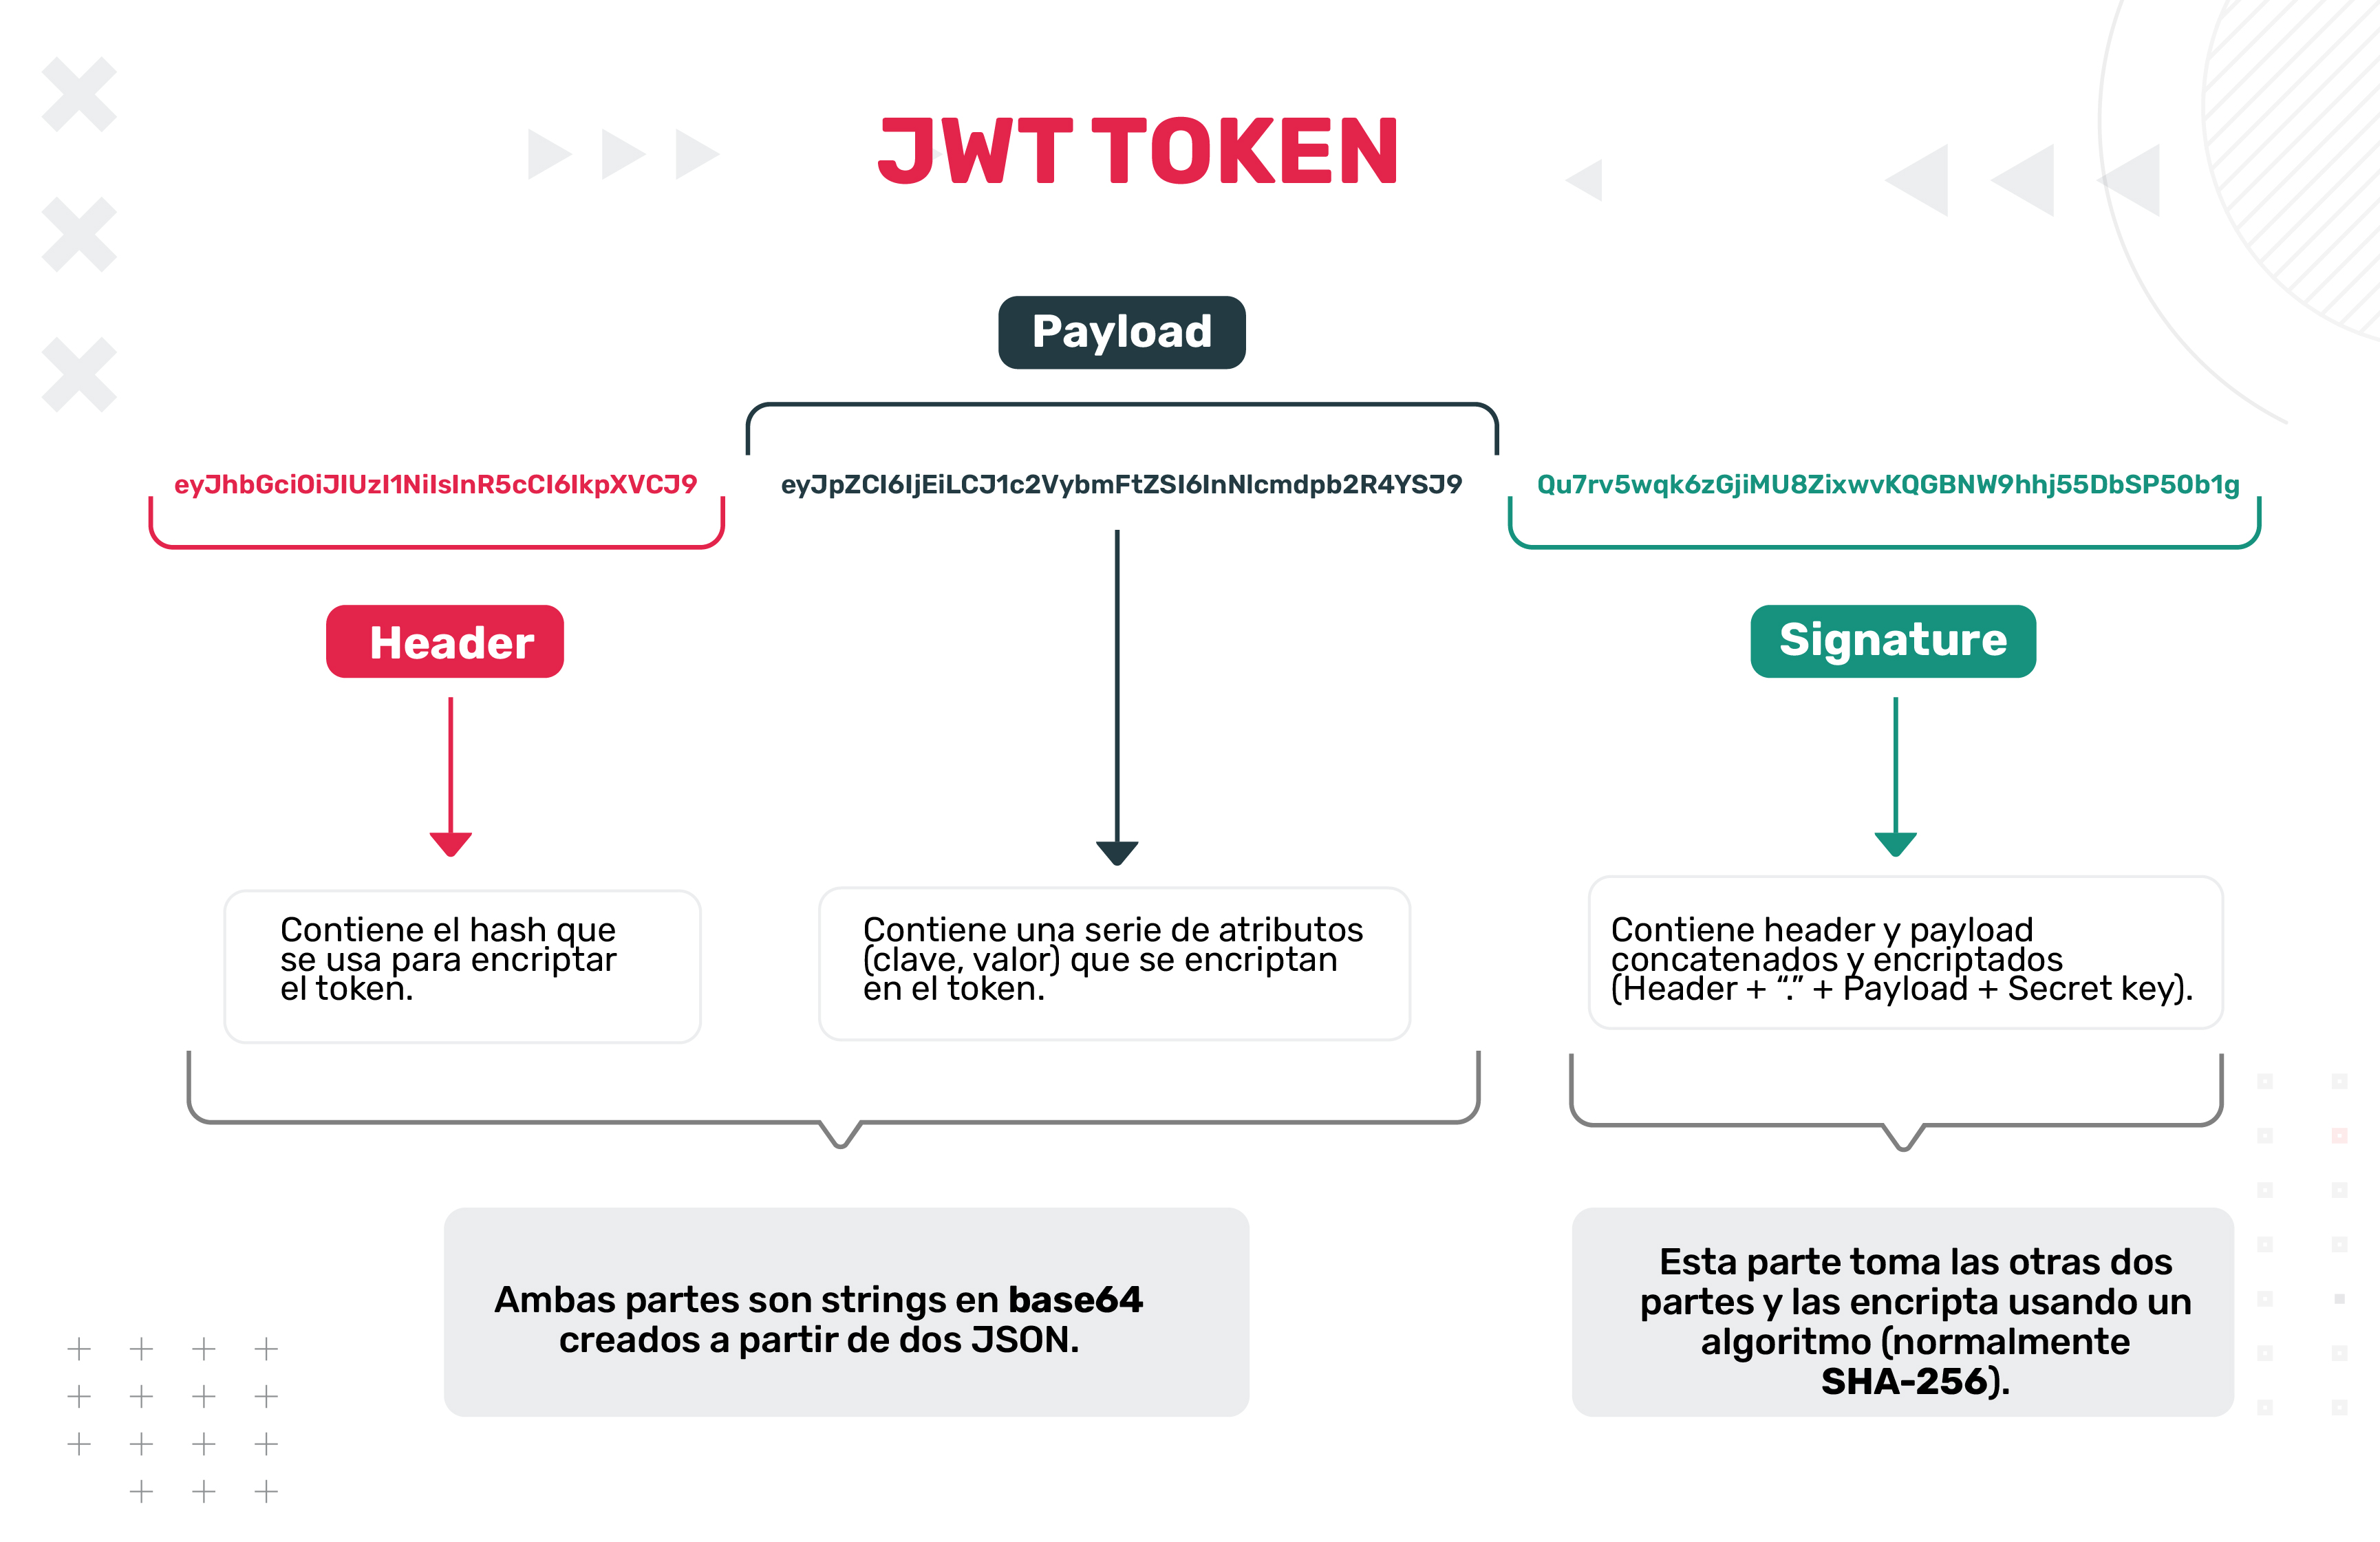 JWT TOKEN
Payload
eyJhbGciOiJIUzI1NiIsInR5cCI6IkpXVCJ9
eyJpZCI6IjEiLCJ1c2VybmFtZSI6InNlcmdpb2R4YSJ9
Qu7rv5wqk6zGjiMU8ZixwvKQGBNW9hhj55DbSP50b1g
Header
Signature
Contiene el hash que
se usa para encriptar
el token.
Contiene una serie de atributos
(clave, valor) que se encriptan
en el token.
Contiene header y payload
concatenados y encriptados
(Header + “.” + Payload + Secret key).
Ambas partes son strings en base64
creados a partir de dos JSON.
Esta parte toma las otras dos
partes y las encripta usando un
algoritmo (normalmente
SHA-256).